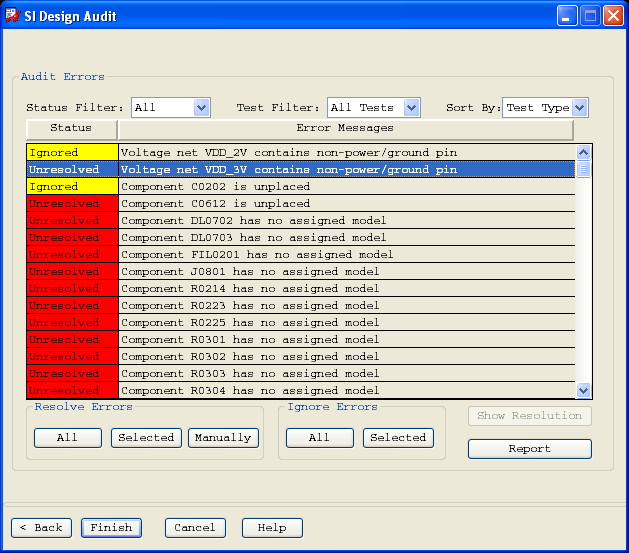 SI Design Audit
Audit Errors
Status Filter: All Test Filter: All Tests Sort By: Test Type
Status Error Messages
Ignored Voltage net VDD_2V contains non-power/ground pin
Unresolved Voltage net VDD_3V contains non-power/ground pin
Ignored Component C0202 is unplaced
Unresolved Component C0612 is unplaced
Unresolved Component DL0702 has no assigned model
Unresolved Component DL0703 has no assigned model
Unresolved Component FIL0201 has no assigned model
Unresolved Component J0801 has no assigned model
Unresolved Component R0214 has no assigned model
Unresolved Component R0223 has no assigned model
Unresolved Component R0225 has no assigned model
Unresolved Component R0301 has no assigned model
Unresolved Component R0302 has no assigned model
Unresolved Component R0303 has no assigned model
Unresolved Component R0304 has no assigned model
Resolve Errors Ignore Errors Show Resolution
All Selected Manually All Selected Report
< Back Finish Cancel Help